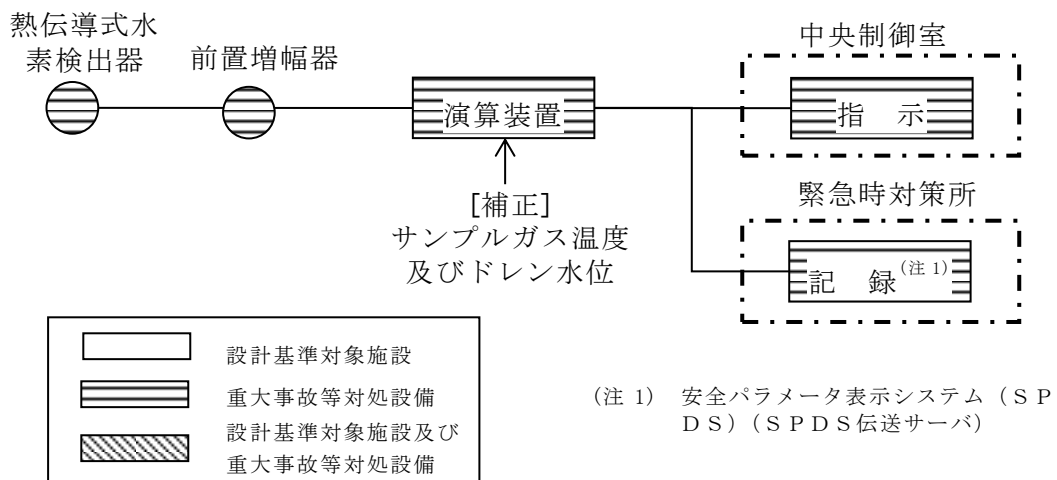 熱伝導式水
素検出器
前置増幅器
演算装置
[補正]
サンプルガス温度
及びドレン水位
中央制御室
指　示
緊急時対策所
記　録(注 1)
設計基準対象施設
重大事故等対処設備
設計基準対象施設及び
重大事故等対処設備
(注 1)　安全パラメータ表示システム（ＳＰ
ＤＳ）（ＳＰＤＳ伝送サーバ）